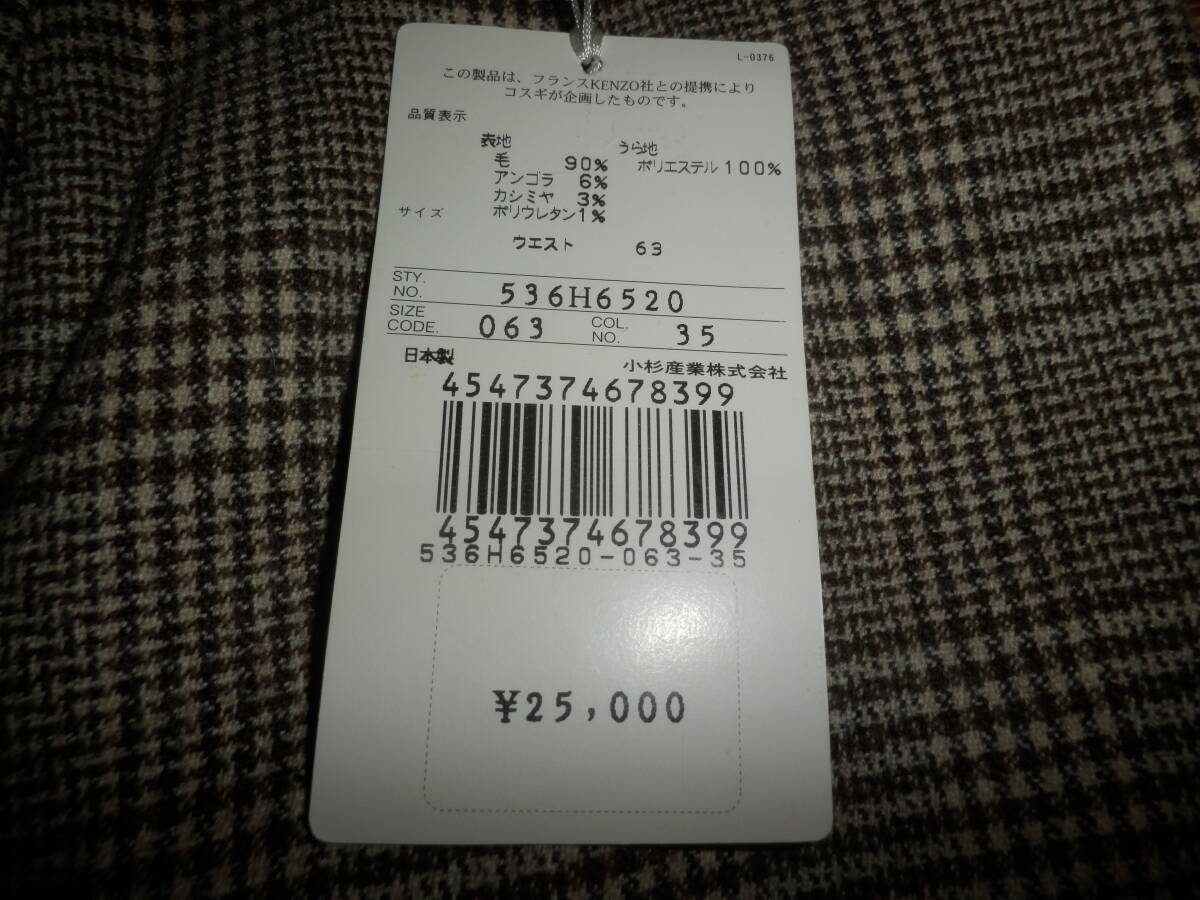 L-0376
この製品は、フランスKENZO社との提携により
コスギが企画したものです。
品質表示
表地 うら地
毛 90% ポリエステル 100%
アンゴラ 6%
カシミヤ 3%
サイズ ポリウレタン1%
ウエスト 63
STY. NO. 536H6520
SIZE CODE. 063 COL. NO. 35
日本製 小杉産業株式会社
4547374678399
4547374678399
536H6520-063-35
¥25,000